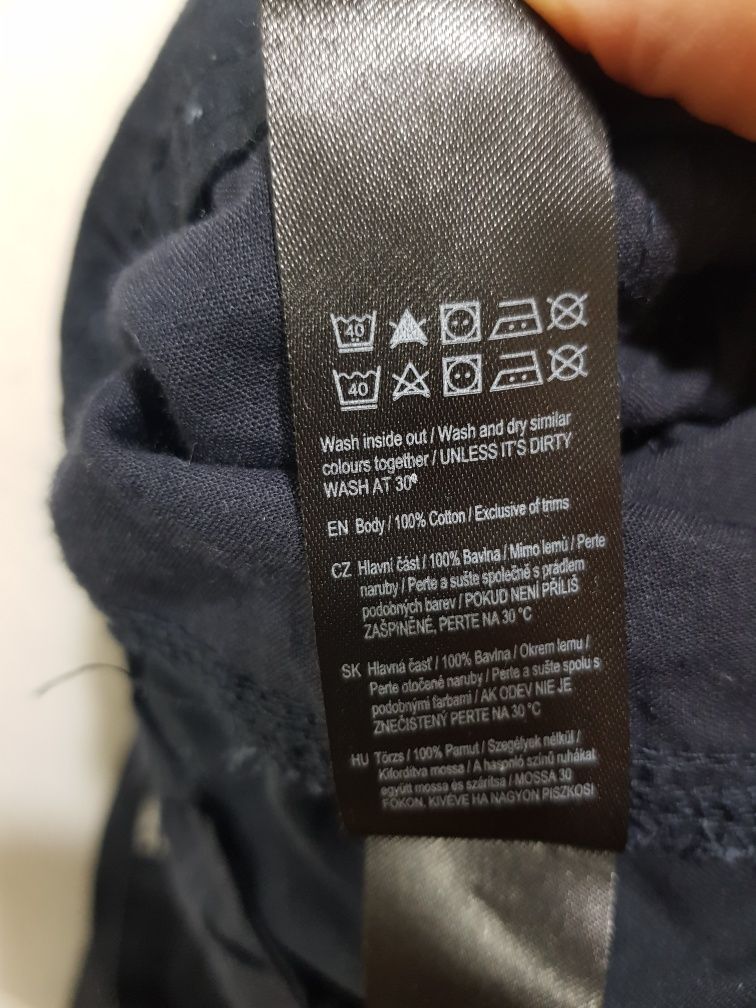 40
40
Wash inside out / Wash and dry similar
colours together / UNLESS IT'S DIRTY
WASH AT 30°
EN Body / 100% Cotton / Exclusive of trims
CZ Hlavní část / 100% Bavlna / Mimo lemů / Perte
naruby / Perte a sušte společně s prádlem
podobných barev / POKUD NENÍ PŘÍLIŠ
ZAŠPINĚNÉ, PERTE NA 30 °C
SK Hlavná časť / 100% Bavlna / Okrem lemu /
Perte otočené naruby / Perte a sušte spolu s
podobnými farbami / AK ODEV NIE JE
ZNEČISTENÝ PERTE NA 30 °C
HU Törzs / 100% Pamut / Szegélyek nélkül /
Kifordítva mossa / A hasonló színű ruhákat
együtt mossa és szárítsa / MOSSA 30
FOKON, KIVÉVE HA NAGYON PISZKOS!